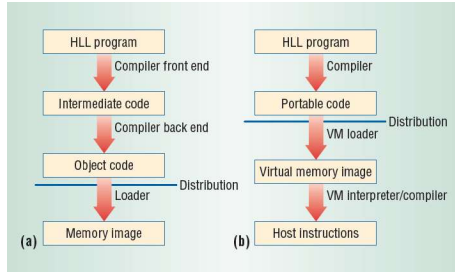 HLL program
Compiler front end
Intermediate code
Compiler back end
Object code
Distribution
Loader
Memory image
(a)
HLL program
Compiler
Portable code
Distribution
VM loader
Virtual memory image
VM interpreter/compiler
Host instructions
(b)